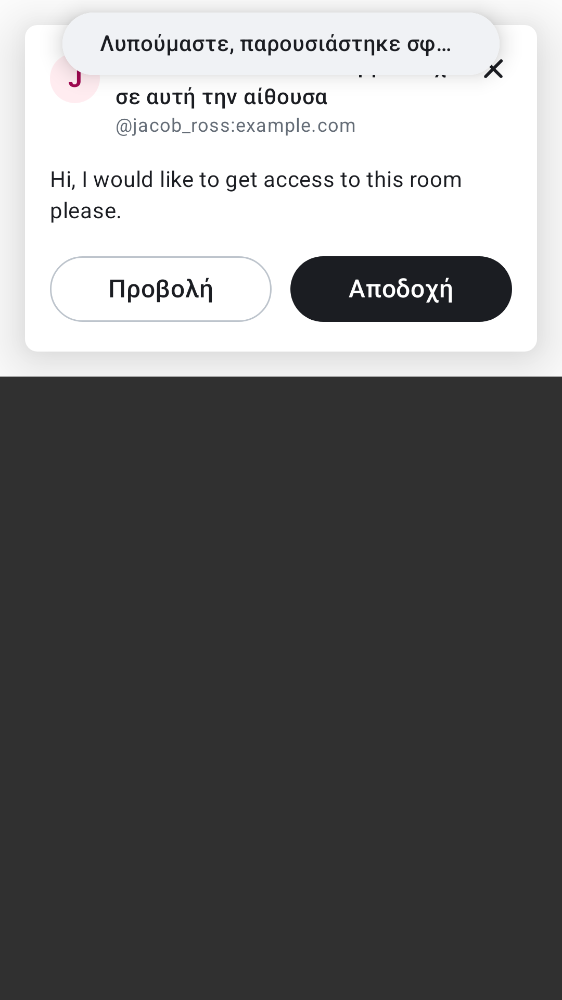 Λυπούμαστε, παρουσιάστηκε σφ…
J
σε αυτή την αίθουσα
@jacob_ross:example.com
Hi, I would like to get access to this room
please.
Προβολή
Αποδοχή